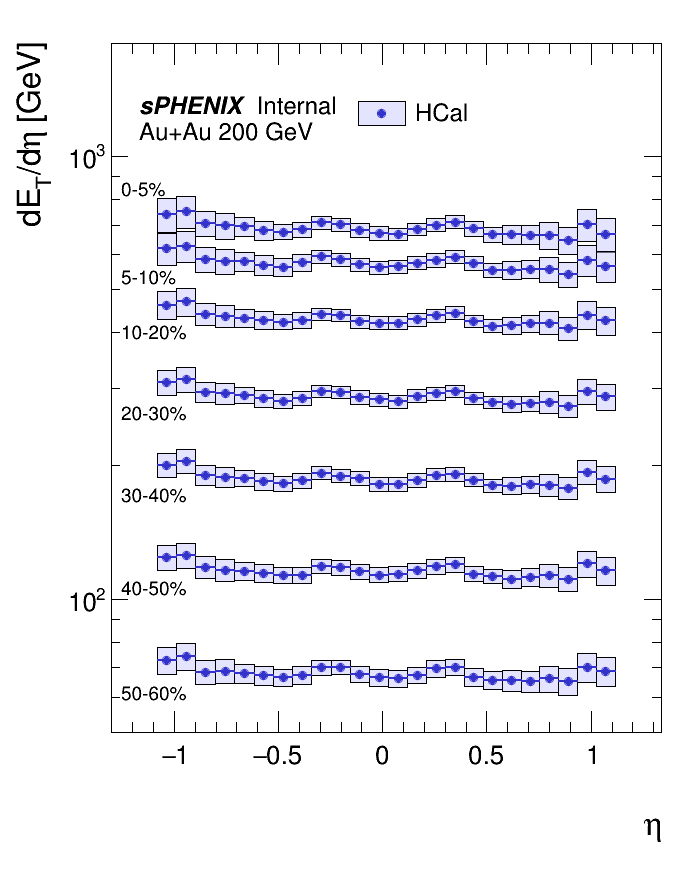 dE_T/dη [GeV]
sPHENIX Internal
Au+Au 200 GeV
HCal
10^3
0-5%
5-10%
10-20%
20-30%
30-40%
40-50%
10^2
50-60%
−1 −0.5 0 0.5 1
η